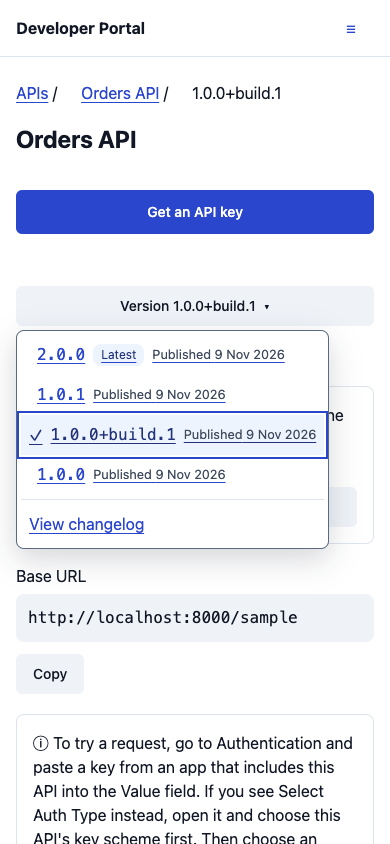 Developer Portal ≡
APIs / Orders API / 1.0.0+build.1
Orders API
Get an API key
Version 1.0.0+build.1 ▾
2.0.0 Latest Published 9 Nov 2026
1.0.1 Published 9 Nov 2026
✓ 1.0.0+build.1 Published 9 Nov 2026
1.0.0 Published 9 Nov 2026
View changelog
Base URL
http://localhost:8000/sample
Copy
ⓘ To try a request, go to Authentication and
paste a key from an app that includes this
API into the Value field. If you see Select
Auth Type instead, open it and choose this
API's key scheme first. Then choose an